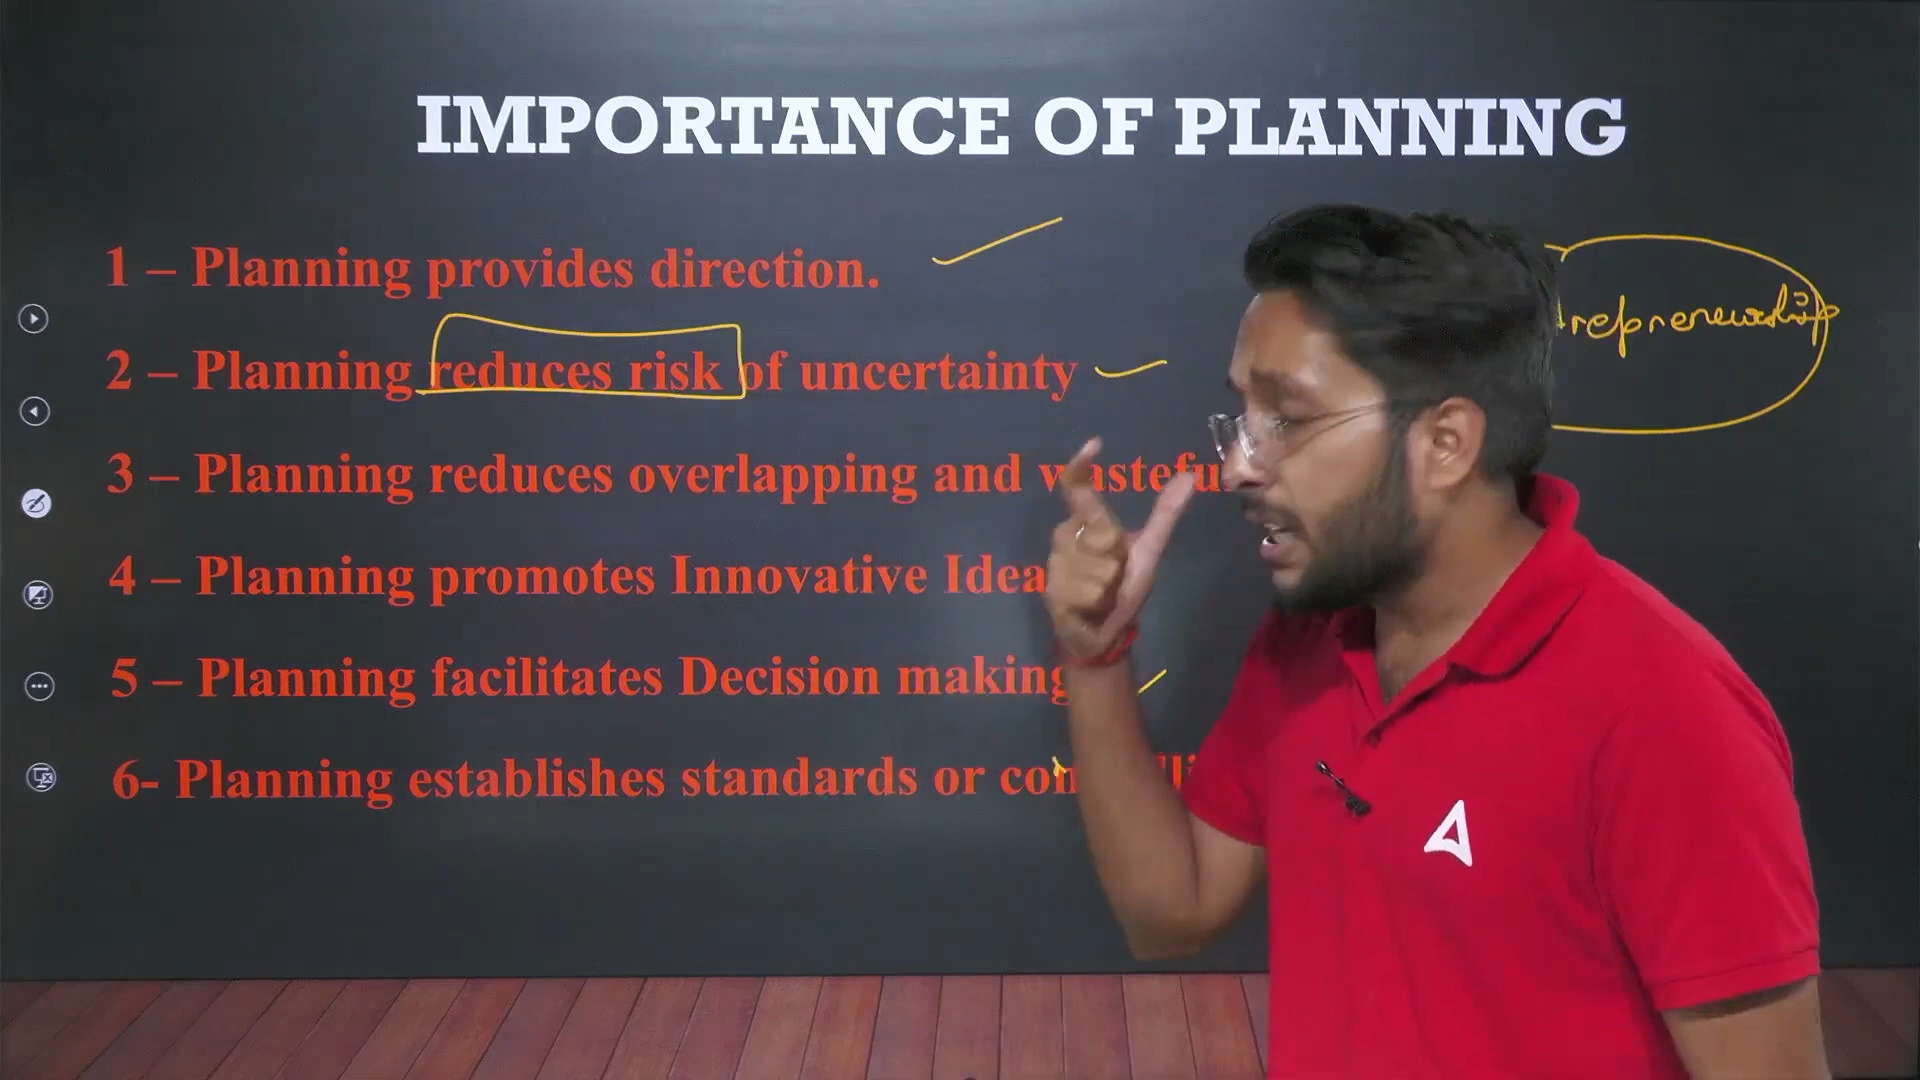 IMPORTANCE OF PLANNING
1 – Planning provides direction.
2 – Planning reduces risk of uncertainty
3 – Planning reduces overlapping and
4 – Planning promotes Innovative
5 – Planning facilitates Decision making
6- Planning establishes standards or